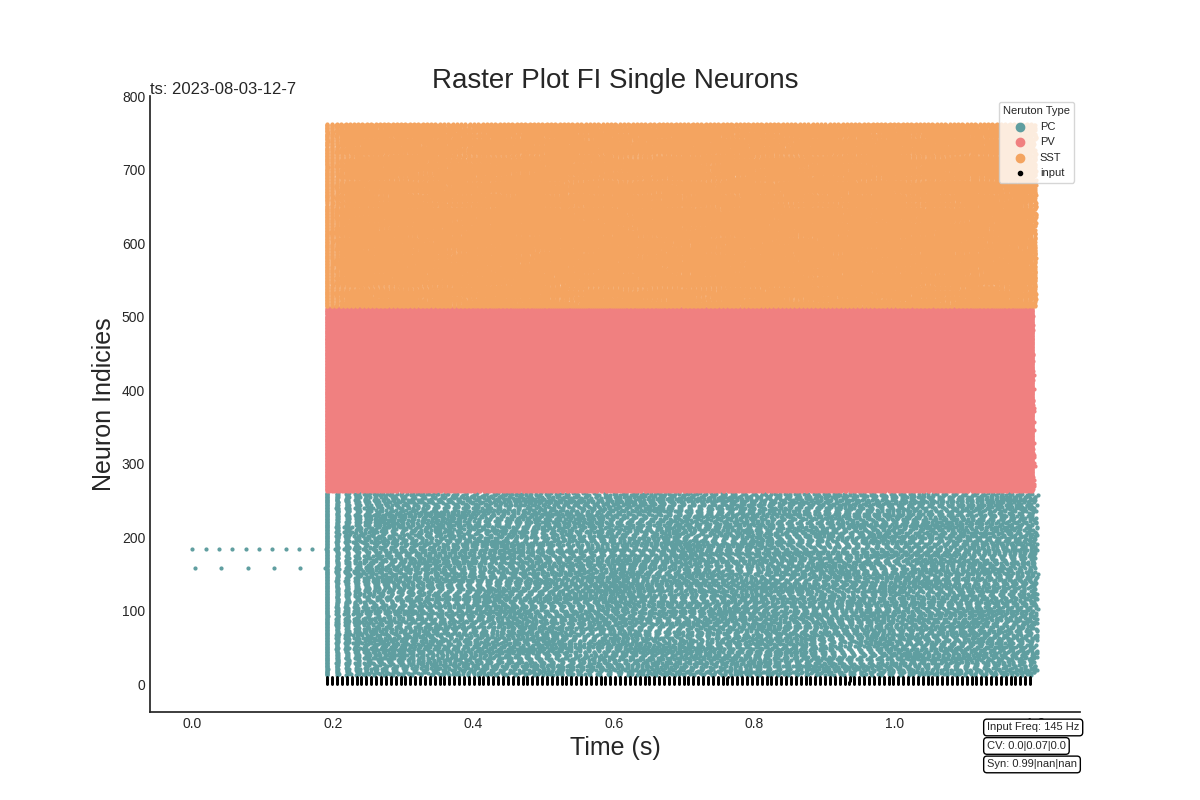 Raster Plot FI Single Neurons
ts: 2023-08-03-12-7
800
700
600
500
400
300
200
100
0
Neuron Indicies
Neruton Type
PC
PV
SST
input
0.0
0.2
0.4
0.6
0.8
1.0
Time (s)
Input Freq: 145 Hz
CV: 0.0|0.07|0.0
Syn: 0.99|nan|nan